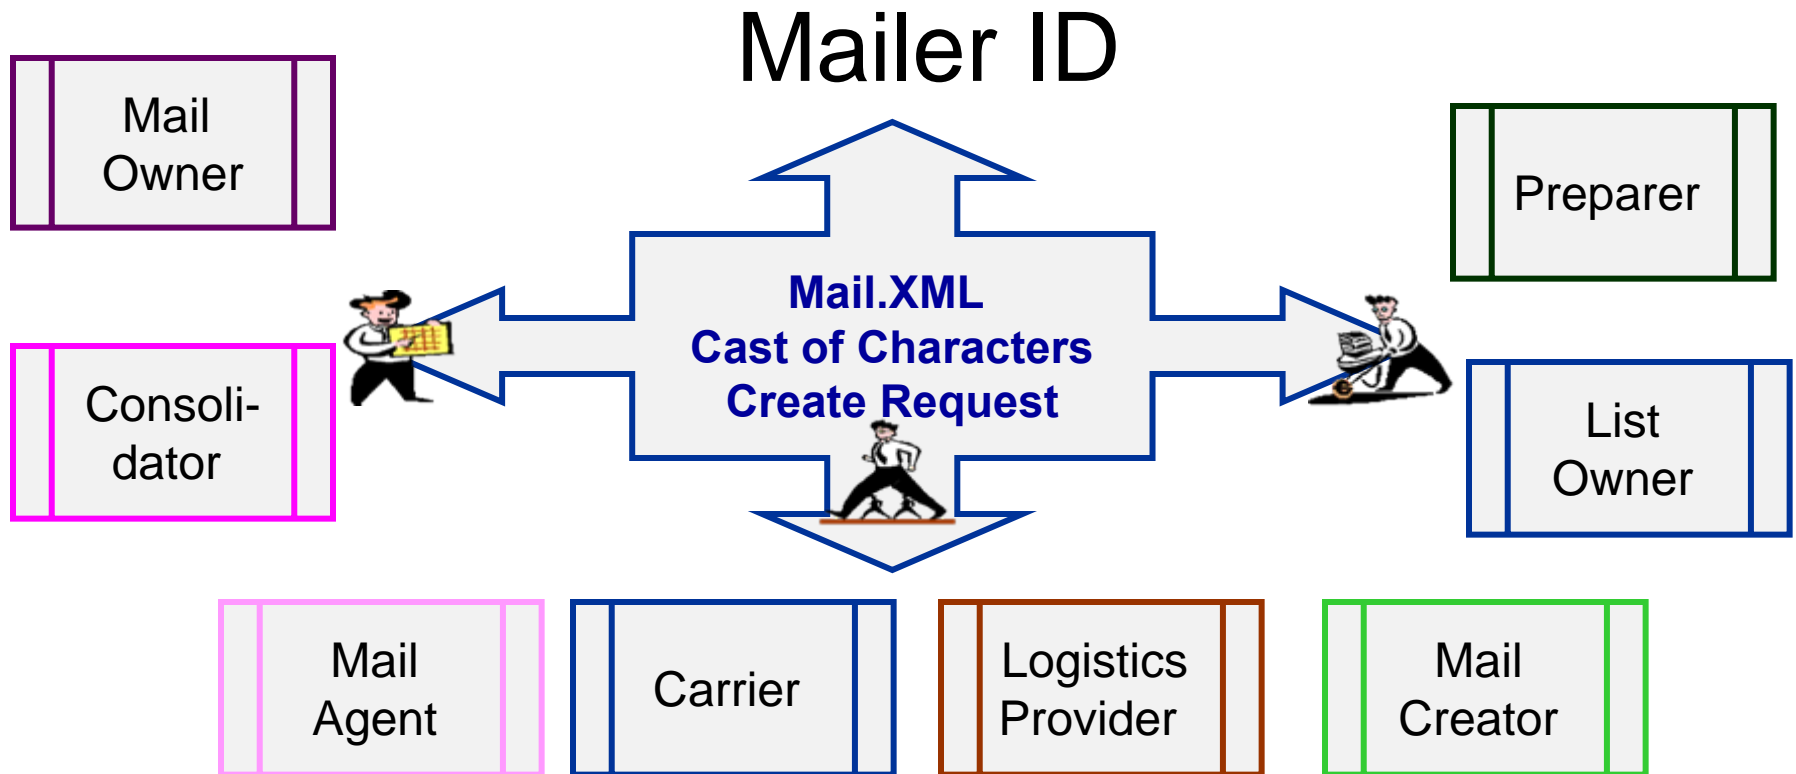 Mailer ID
Mail
Owner
Preparer
Mail.XML
Cast of Characters
Create Request
Consoli-
dator
List
Owner
Mail
Agent
Carrier
Logistics
Provider
Mail
Creator